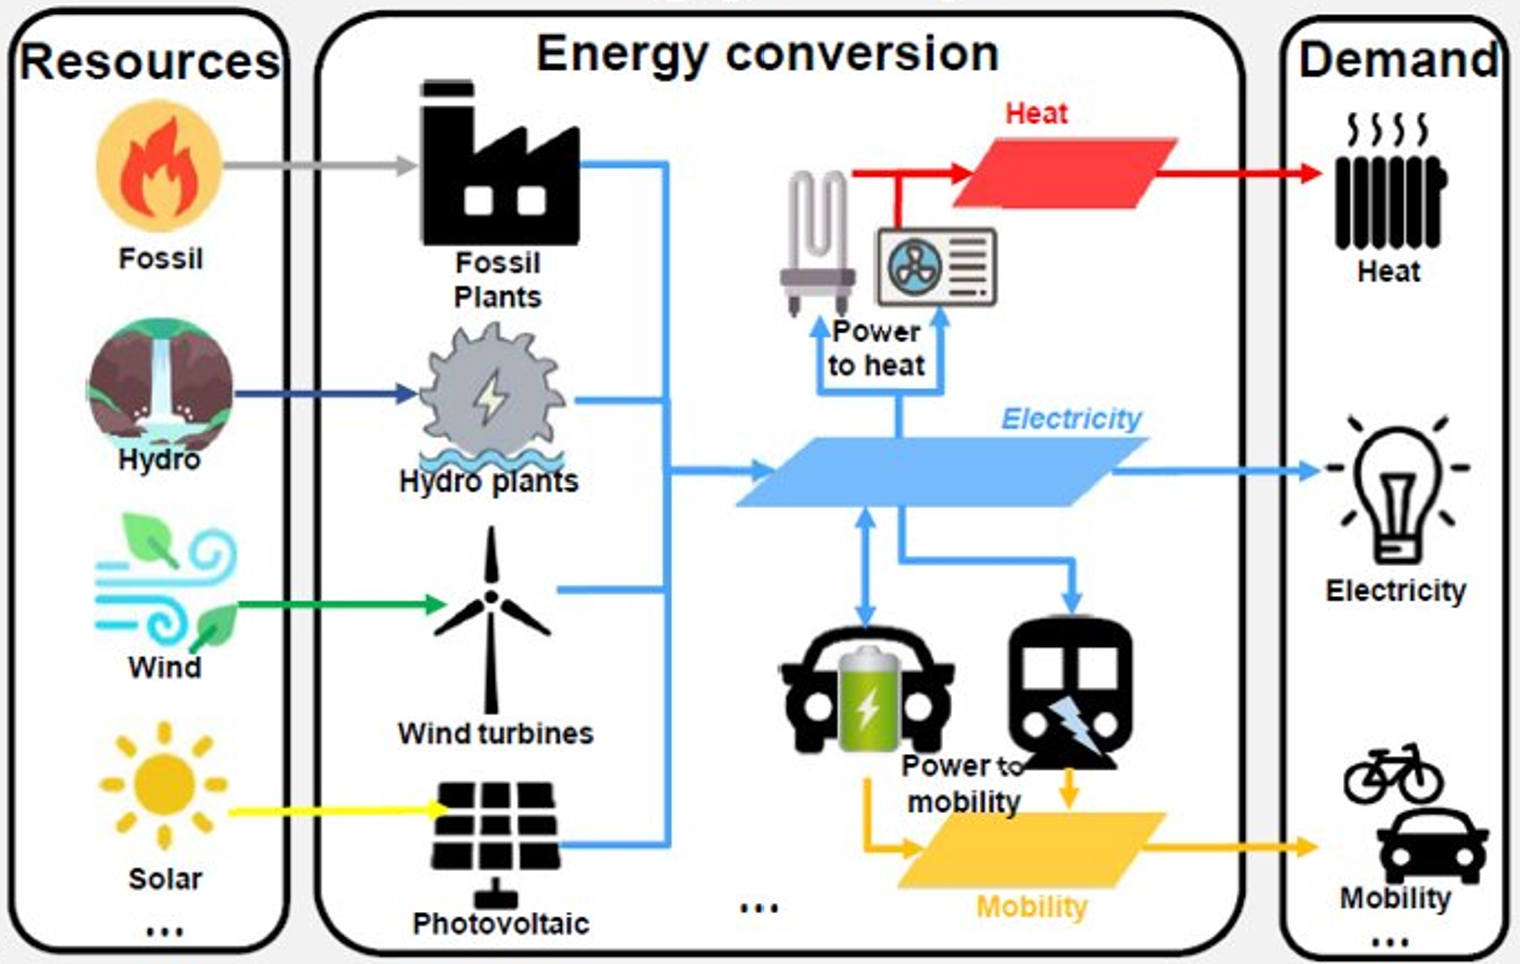 Resources
Fossil
Hydro
Wind
Solar
...
Energy conversion
Fossil
Plants
Hydro plants
Wind turbines
Photovoltaic
Heat
Power
to heat
Electricity
Power to
mobility
Mobility
...
Demand
Heat
Electricity
Mobility
...